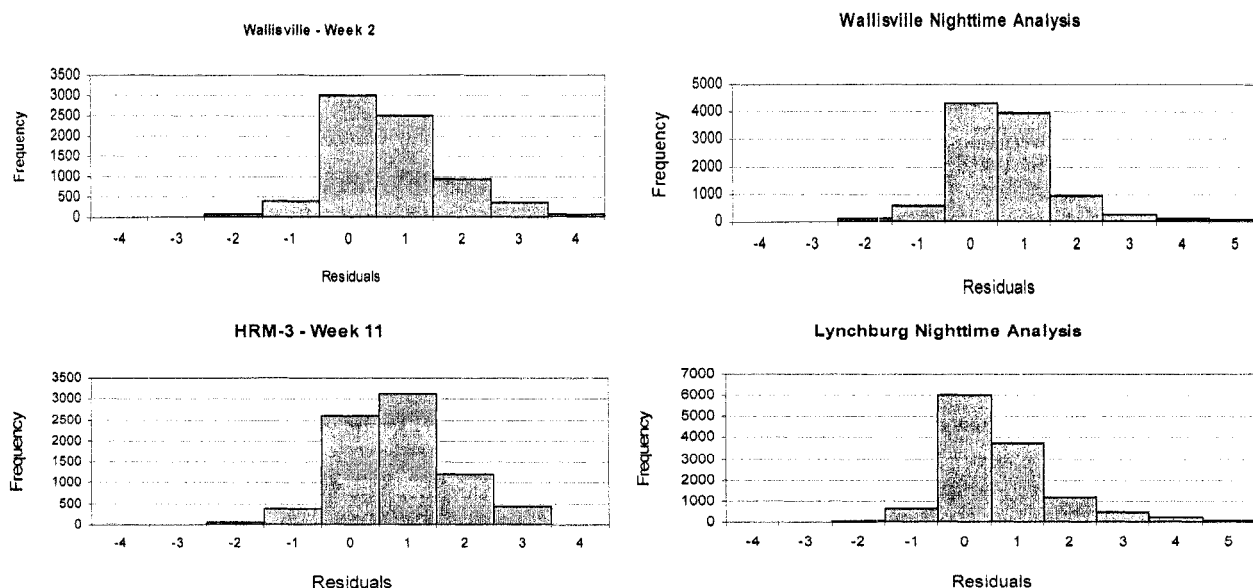 Wallisville - Week 2
3500
3000
2500
2000
1500
1000
500
0
Frequency
-4 -3 -2 -1 0 1 2 3 4
Residuals
Wallisville Nighttime Analysis
5000
4000
3000
2000
1000
0
Frequency
-4 -3 -2 -1 0 1 2 3 4 5
Residuals
HRM-3 - Week 11
3500
3000
2500
2000
1500
1000
500
0
Frequency
-4 -3 -2 -1 0 1 2 3 4
Residuals
Lynchburg Nighttime Analysis
7000
6000
5000
4000
3000
2000
1000
0
Frequency
-4 -3 -2 -1 0 1 2 3 4 5
Residuals